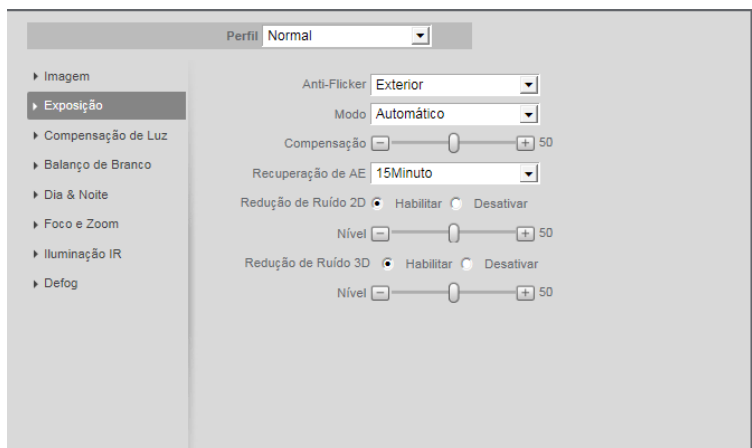 Perfil Normal
Imagem
Exposição
Compensação de Luz
Balanço de Branco
Dia & Noite
Foco e Zoom
Iluminação IR
Defog
Anti-Flicker Exterior
Modo Automático
Compensação 50
Recuperação de AE 15Minuto
Redução de Ruído 2D Habilitar Desativar
Nível 50
Redução de Ruído 3D Habilitar Desativar
Nível 50